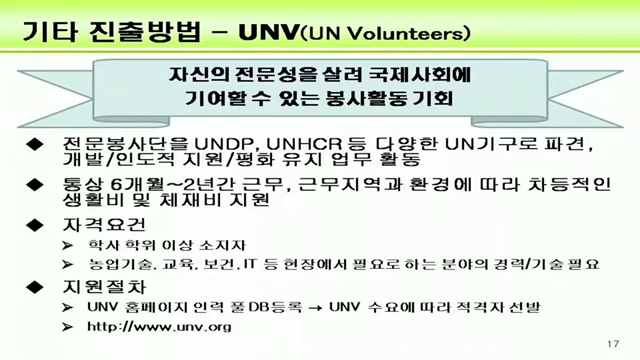 기타 진출방법 – UNV(UN Volunteers)
자신의 전문성을 살려 국제사회에
기여할 수 있는 봉사활동 기회
◆ 전문봉사단을 UNDP, UNHCR 등 다양한 UN기구로 파견,
개발/인도적 지원/평화 유지 업무 활동
◆ 통상 6개월~2년간 근무, 근무지역과 환경에 따라 차등적인
생활비 및 체재비 지원
◆ 자격요건
➢ 학사 학위 이상 소지자
➢ 농업기술, 교육, 보건, IT 등 현장에서 필요로 하는 분야의 경력/기술 필요
◆ 지원절차
➢ UNV 홈페이지 인력 풀 DB등록 → UNV 수요에 따라 적격자 선발
➢ http://www.unv.org
17